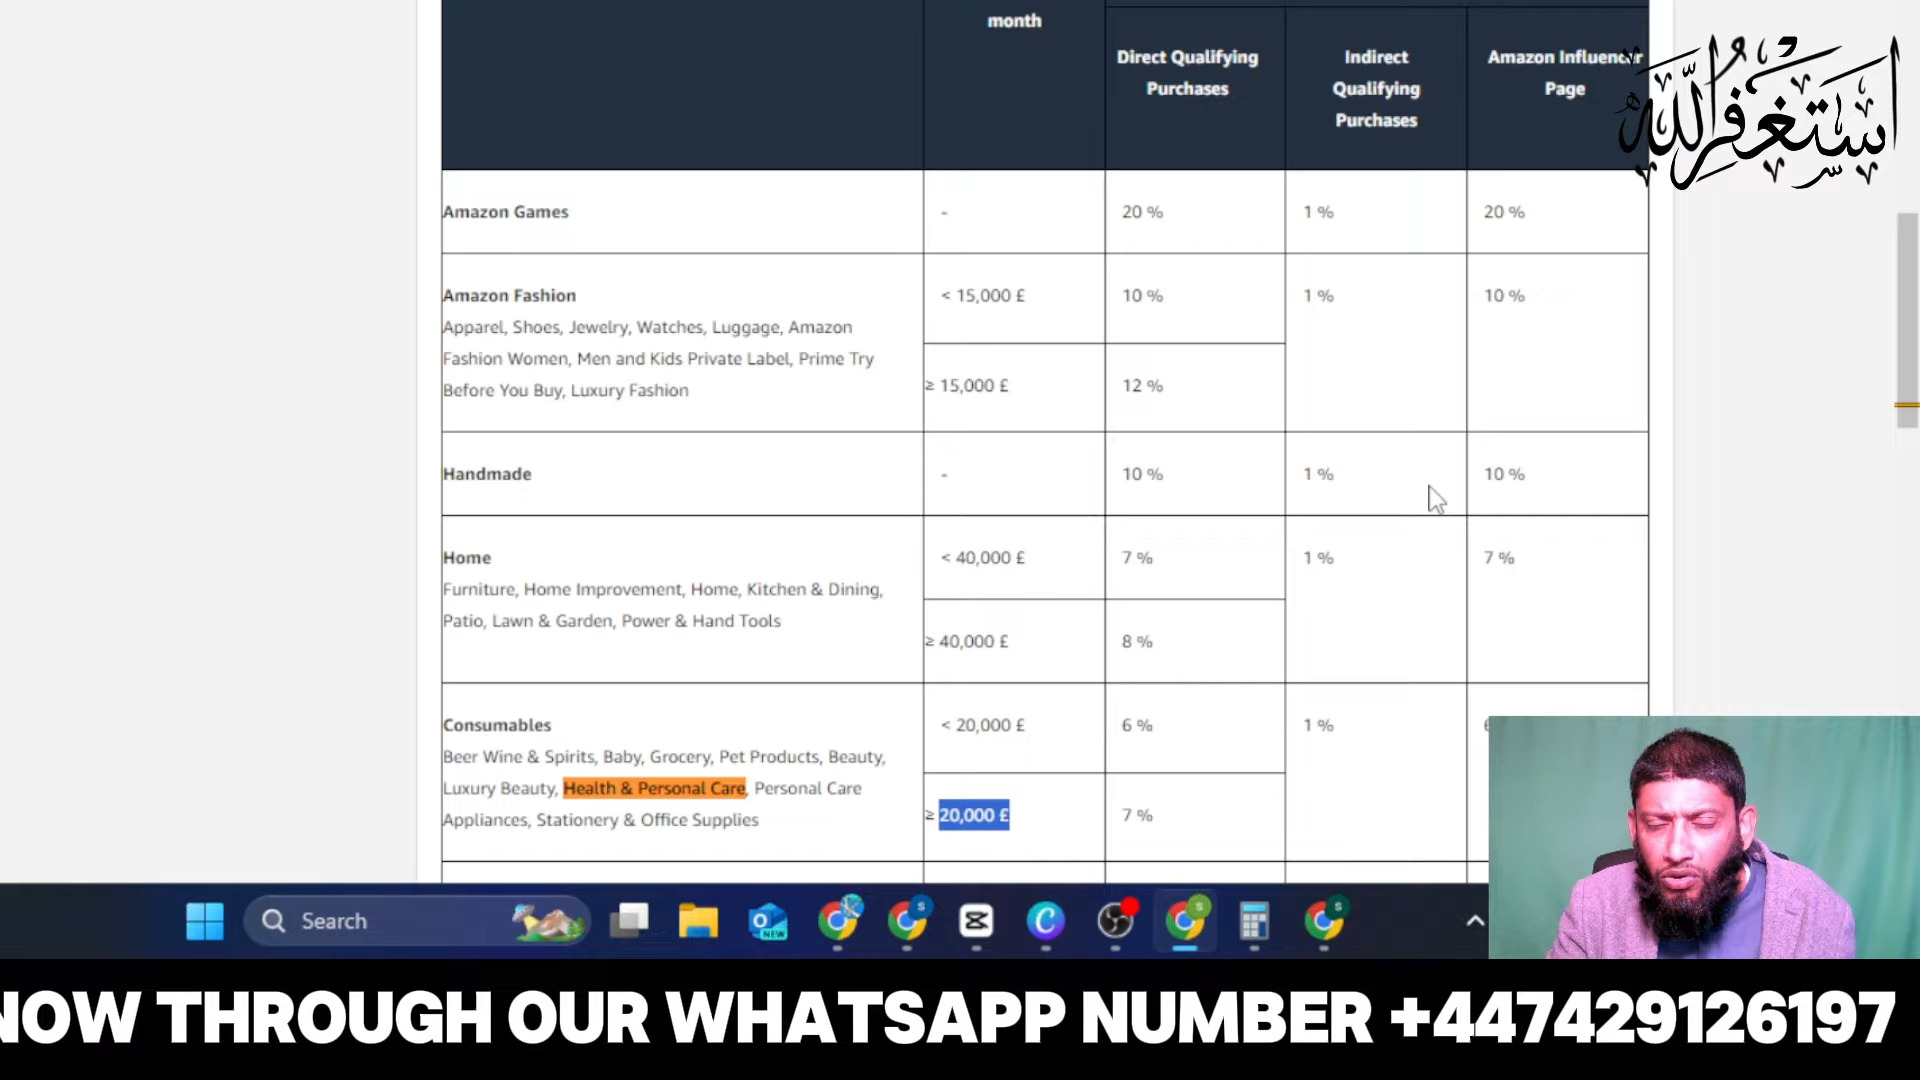 month
Direct Qualifying
Purchases
Indirect
Qualifying
Purchases
Amazon Influencer
Page
أَسْتَغْفِرُاللّٰه
Amazon Games
-
20 %
1 %
20 %
Amazon Fashion
Apparel, Shoes, Jewelry, Watches, Luggage, Amazon
Fashion Women, Men and Kids Private Label, Prime Try
Before You Buy, Luxury Fashion
< 15,000 £
10 %
1 %
10 %
≥ 15,000 £
12 %
Handmade
-
10 %
1 %
10 %
Home
Furniture, Home Improvement, Home, Kitchen & Dining,
Patio, Lawn & Garden, Power & Hand Tools
< 40,000 £
7 %
1 %
7 %
≥ 40,000 £
8 %
Consumables
Beer Wine & Spirits, Baby, Grocery, Pet Products, Beauty,
Luxury Beauty, Health & Personal Care, Personal Care
Appliances, Stationery & Office Supplies
< 20,000 £
6 %
1 %
≥ 20,000 £
7 %
Search
NEW
NOW THROUGH OUR WHATSAPP NUMBER +447429126197